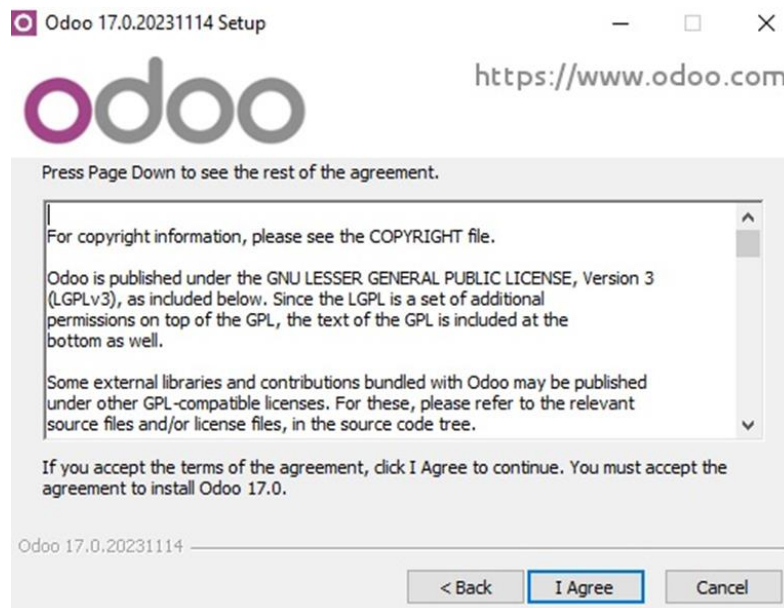 Odoo 17.0.20231114 Setup
odoo
https://www.odoo.com
Press Page Down to see the rest of the agreement.
For copyright information, please see the COPYRIGHT file.
Odoo is published under the GNU LESSER GENERAL PUBLIC LICENSE, Version 3
(LGPLv3), as included below. Since the LGPL is a set of additional
permissions on top of the GPL, the text of the GPL is included at the
bottom as well.
Some external libraries and contributions bundled with Odoo may be published
under other GPL-compatible licenses. For these, please refer to the relevant
source files and/or license files, in the source code tree.
If you accept the terms of the agreement, click I Agree to continue. You must accept the
agreement to install Odoo 17.0.
Odoo 17.0.20231114
< Back
I Agree
Cancel